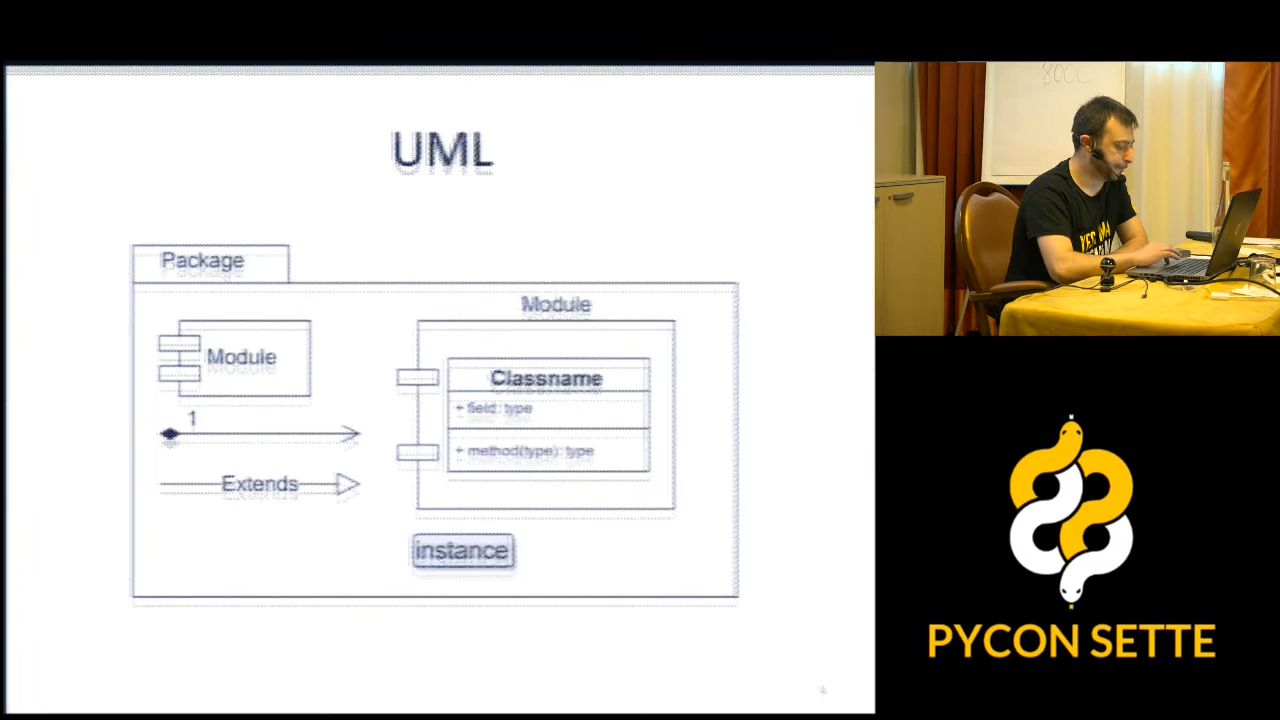 UML
Package
Module
Module
Classname
+ field: type
+ method(type): type
1
Extends
instance
PYCON SETTE